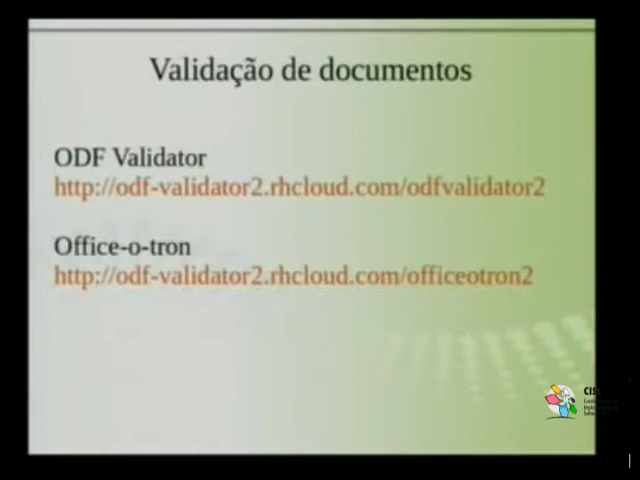 Validação de documentos
ODF Validator
http://odf-validator2.rhcloud.com/odfvalidator2
Office-o-tron
http://odf-validator2.rhcloud.com/officeotron2